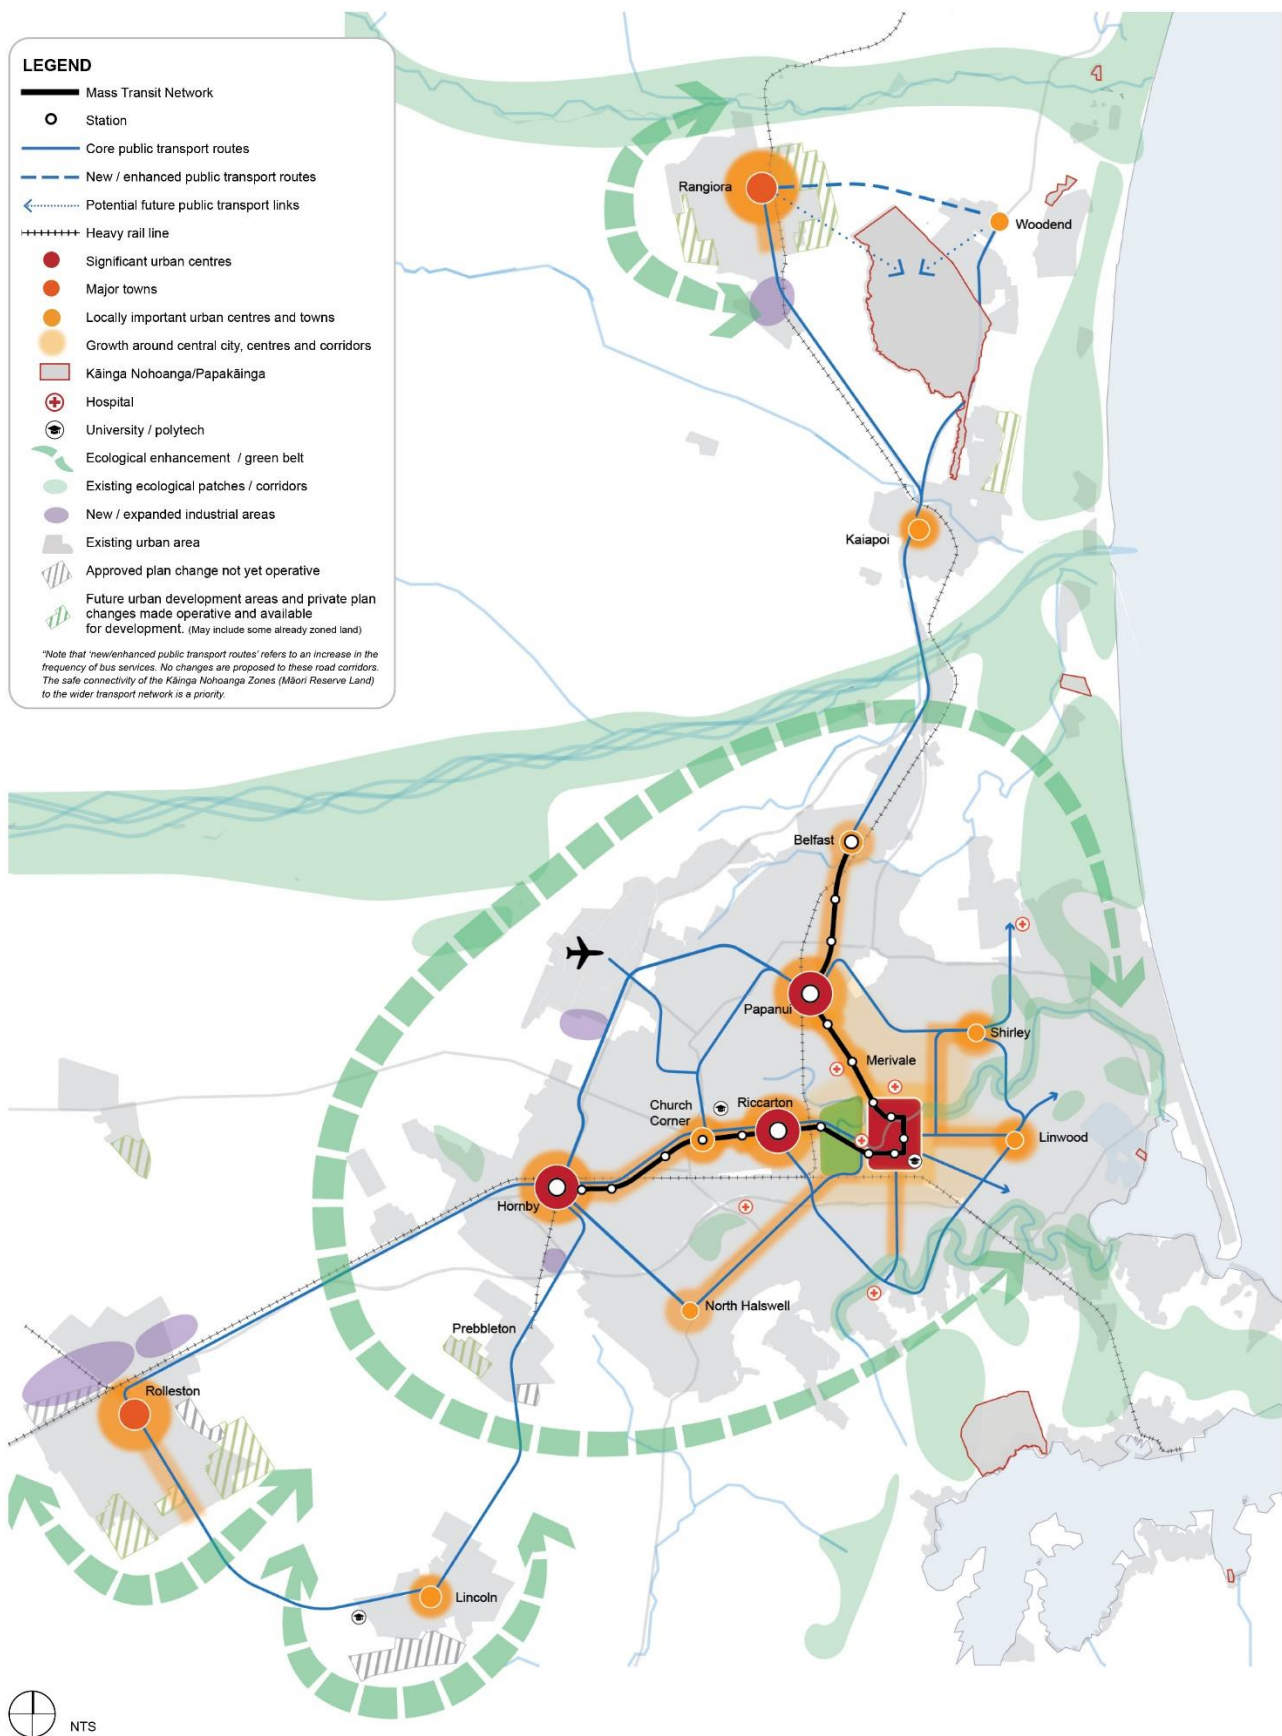 LEGEND
Mass Transit Network
Station
Core public transport routes
New / enhanced public transport routes
Potential future public transport links
Heavy rail line
Significant urban centres
Major towns
Locally important urban centres and towns
Growth around central city, centres and corridors
Kāinga Nohoanga/Papakāinga
Hospital
University / polytech
Ecological enhancement / green belt
Existing ecological patches / corridors
New / expanded industrial areas
Existing urban area
Approved plan change not yet operative
Future urban development areas and private plan
changes made operative and available
for development. (May include some already zoned land)
"Note that 'new/enhanced public transport routes' refers to an increase in the
frequency of bus services. No changes are proposed to these road corridors.
The safe connectivity of the Kāinga Nohoanga Zones (Māori Reserve Land)
to the wider transport network is a priority.
Rangiora
Woodend
Kaiapoi
Belfast
Papanui
Shirley
Merivale
Church
Corner
Riccarton
Linwood
Hornby
North Halswell
Prebbleton
Rolleston
Lincoln
NTS